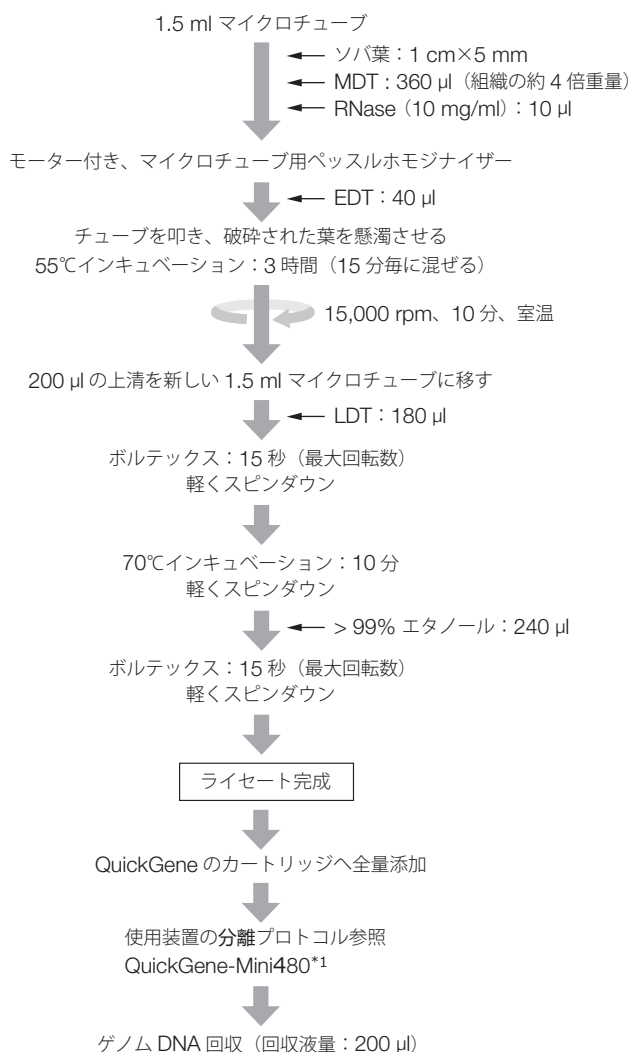 1.5 ml マイクロチューブ
ソバ葉：1 cm×5 mm
MDT : 360 µl（組織の約 4 倍重量）
RNase（10 mg/ml）：10 µl
モーター付き、マイクロチューブ用ペッスルホモジナイザー
EDT：40 µl
チューブを叩き、破砕された葉を懸濁させる
55℃インキュベーション：3 時間（15 分毎に混ぜる）
15,000 rpm、10 分、室温
200 µl の上清を新しい 1.5 ml マイクロチューブに移す
LDT：180 µl
ボルテックス：15 秒（最大回転数）
軽くスピンダウン
70℃インキュベーション：10 分
軽くスピンダウン
> 99% エタノール：240 µl
ボルテックス：15 秒（最大回転数）
軽くスピンダウン
ライセート完成
QuickGene のカートリッジへ全量添加
使用装置の分離プロトコル参照
QuickGene-Mini480*1
ゲノム DNA 回収（回収液量：200 µl）